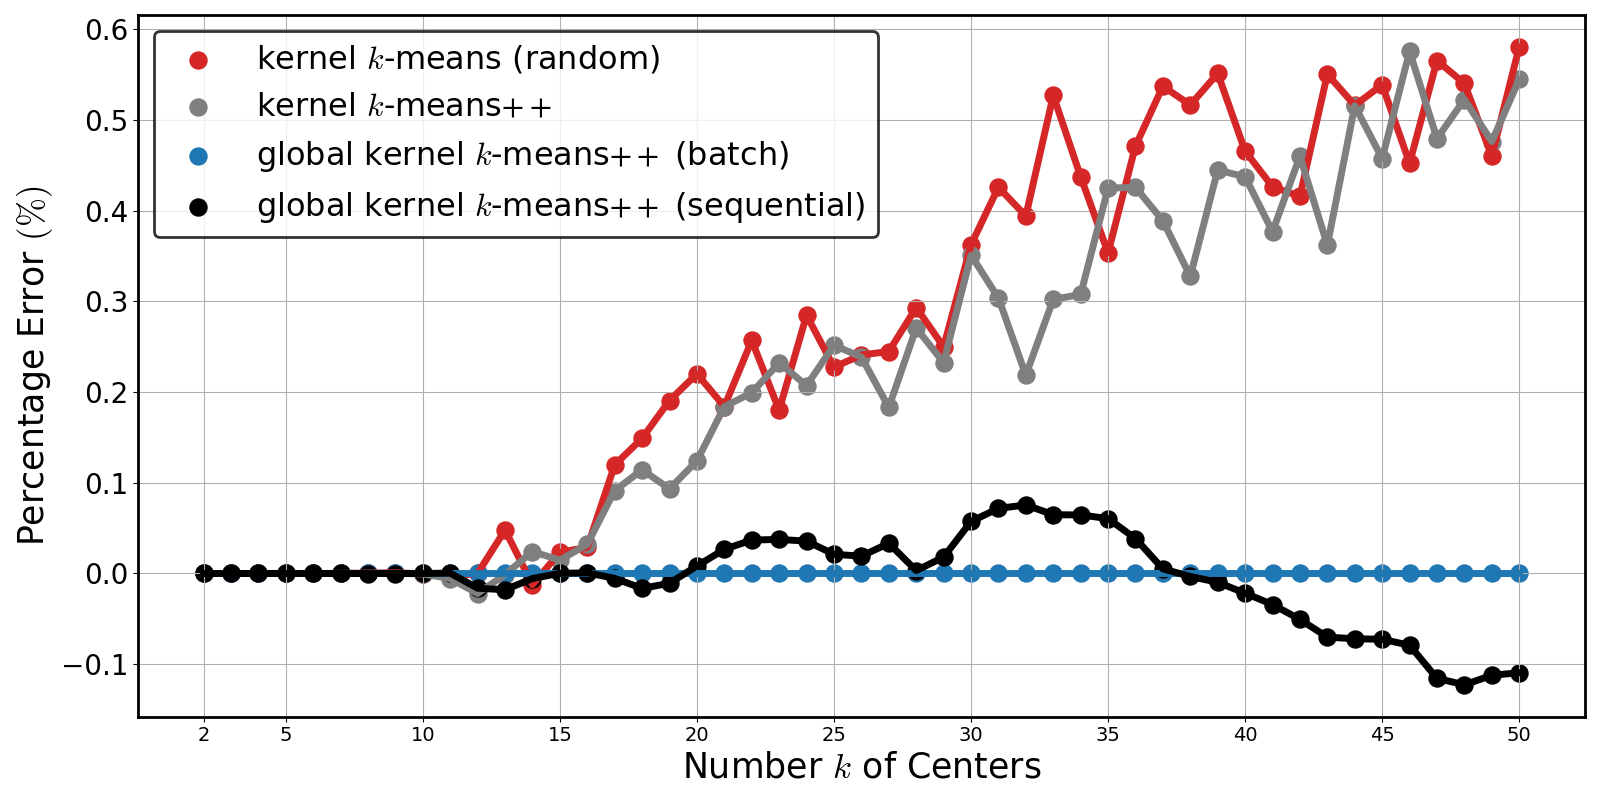 kernel k-means (random)
kernel k-means++
global kernel k-means++ (batch)
global kernel k-means++ (sequential)
Percentage Error (%)
0.6
0.5
0.4
0.3
0.2
0.1
0.0
−0.1
2 5 10 15 20 25 30 35 40 45 50
Number k of Centers